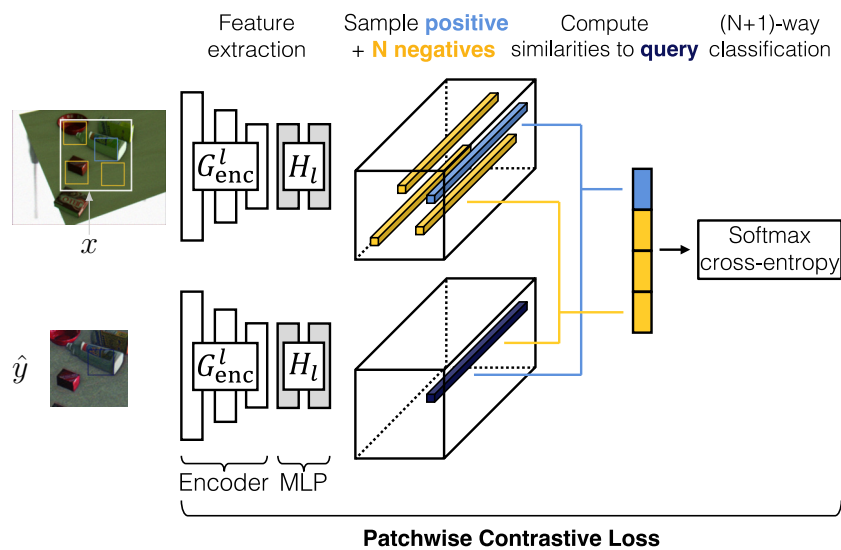 Feature
extraction
Sample positive
+ N negatives
Compute
similarities to query
(N+1)-way
classification
G^l_enc
H_l
x
Softmax
cross-entropy
ŷ
G^l_enc
H_l
Encoder
MLP
Patchwise Contrastive Loss